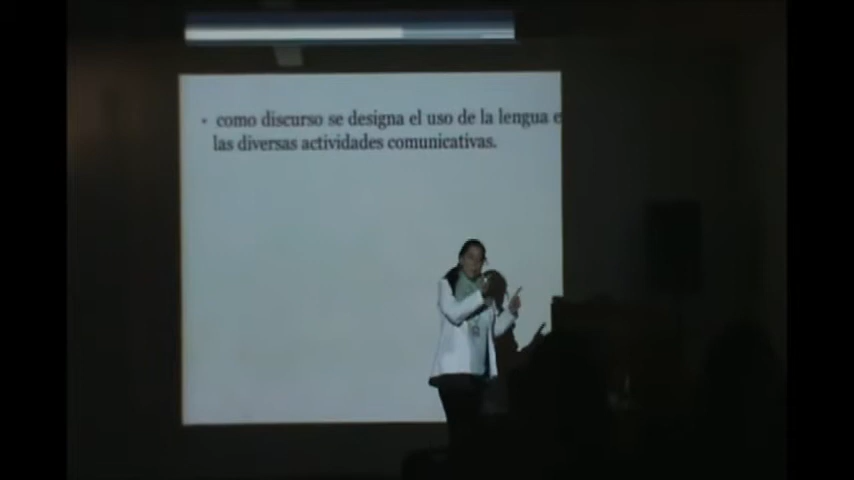 • como discurso se designa el uso de la lengua e
las diversas actividades comunicativas.